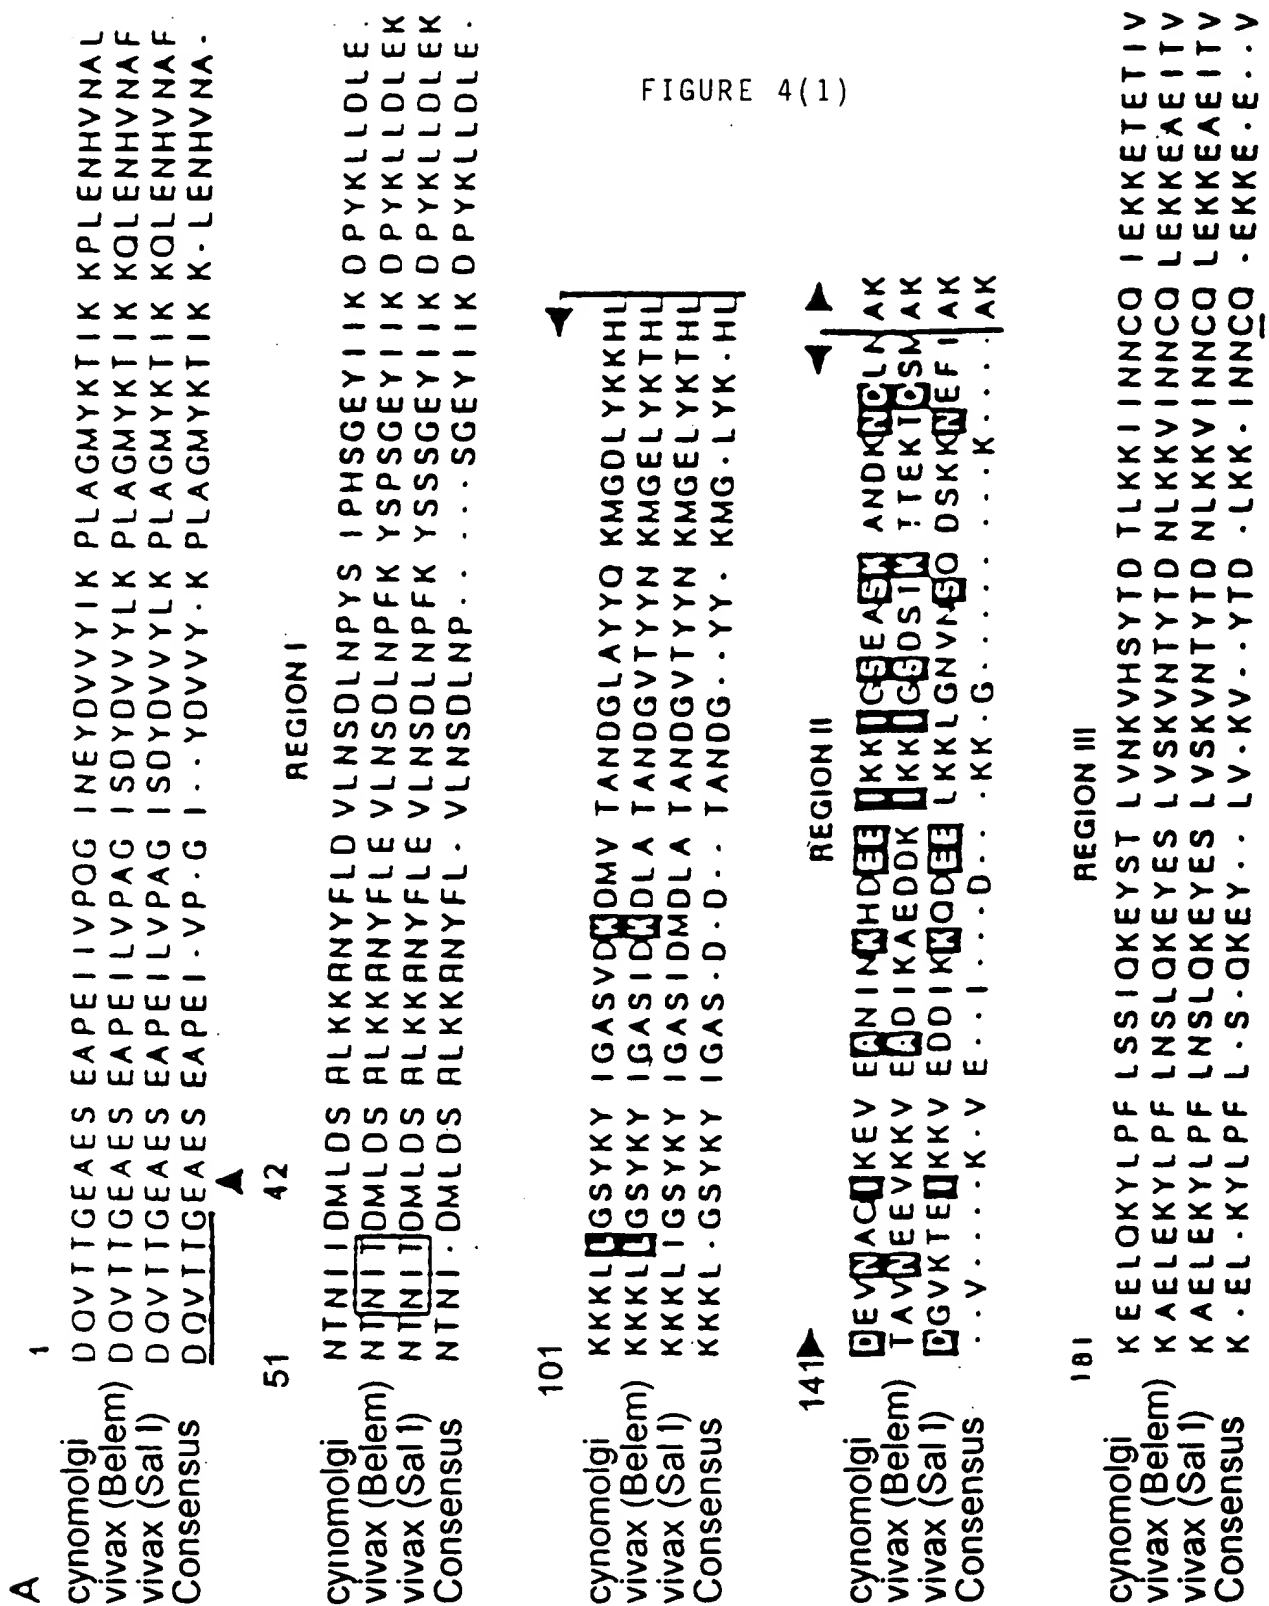 FIGURE 4(1)
A
1
cynomolgi DQVTTGEAES EAPEIIVPQG INEYDVVYIK PLAGMYKTIK KPLENHVNAL
vivax (Belem) DQVTTGEAES EAPEILVPAG ISDYDVVYLK PLAGMYKTIK KQLENHVNAF
vivax (Sal I) DQVTTGEAES EAPEILVPAG ISDYDVVYLK PLAGMYKTIK KQLENHVNAF
Consensus DQVTTGEAES EAPEI.VP.G I..YDVVY.K PLAGMYKTIK K.LENHVNA.
42
REGION I
51
cynomolgi NTNIIDMLDS RLKKRNYFLD VLNSDLNPYS IPHSGEYIIK DPYKLLDLE.
vivax (Belem) NTNITDMLDS RLKKRNYFLE VLNSDLNPFK YSPSGEYIIK DPYKLLDLEK
vivax (Sal I) NTNITDMLDS RLKKRNYFLE VLNSDLNPFK YSSSGEYIIK DPYKLLDLEK
Consensus NTNI.DMLDS RLKKRNYFL. VLNSDLNP.. ...SGEYIIK DPYKLLDLE.
101
cynomolgi KKKLLGSYKY IGASVDKDMV TANDGLAYYQ KMGDLYKKHL
vivax (Belem) KKKLLGSYKY IGASIDKDLA TANDGVTYYN KMGELYKTHL
vivax (Sal I) KKKLIGSYKY IGASIDMDLA TANDGVTYYN KMGELYKTHL
Consensus KKKL.GSYKY IGAS.D.D.. TANDG..YY. KMG.LYK.HL
REGION II
141
cynomolgi DEVNACIKEV EANINKHDEE IKKIGSEASK ANDKNCLNAK
vivax (Belem) TAVNEEVKKV EADIKAEDDK IKKIGSDSIK TTEKTCSMAK
vivax (Sal I) DGVKTEIKKV EDDIKKQDEE LKKLGNVNSQ DSKKNEFIAK
Consensus ..V....K.V E..I...D.. .KK.G..... ...K....AK
REGION III
181
cynomolgi KEELQKYLPF LSSIQKEYST LVNKVHSYTD TLKKIINNCQ IEKKETETIV
vivax (Belem) KAELEKYLPF LNSLQKEYES LVSKVNTYTD NLKKVINNCQ LEKKEAEITV
vivax (Sal I) KAELEKYLPF LNSLQKEYES LVSKVNTYTD NLKKVINNCQ LEKKEAEITV
Consensus K.EL.KYLPF L.S.QKEY.. LV.KV..YTD .LKK.INNCQ .EKKE.E..V